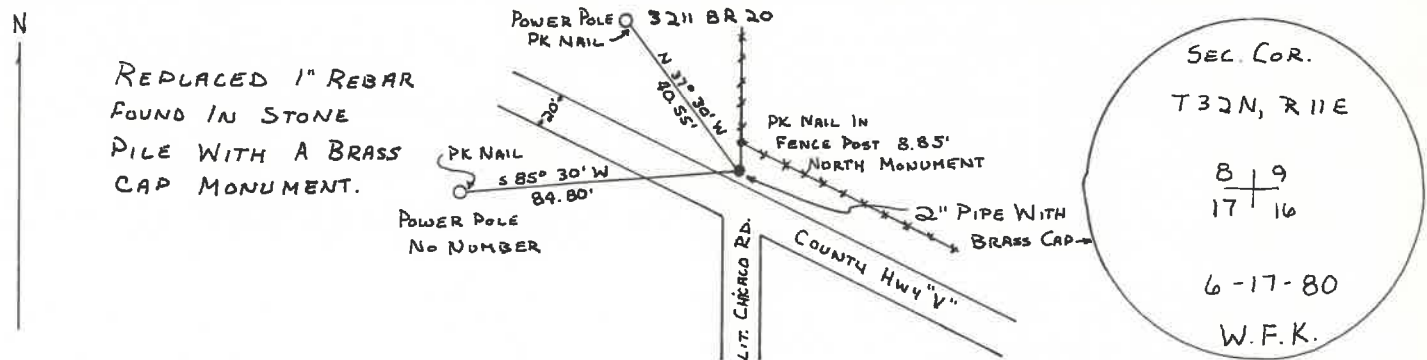 N
REPLACED 1" REBAR
FOUND IN STONE
PILE WITH A BRASS
CAP MONUMENT.
POWER POLE
PK NAIL
3211 BR 20
N 37° 30' W
40.55'
20'
PK NAIL IN
FENCE POST 8.85'
NORTH MONUMENT
PK NAIL
S 85° 30' W
84.80'
POWER POLE
NO NUMBER
2" PIPE WITH
BRASS CAP
COUNTY HWY "V"
LIT. CHICAGO RD.
SEC. COR.
T32N, R11E
8 9
17 16
6-17-80
W.F.K.